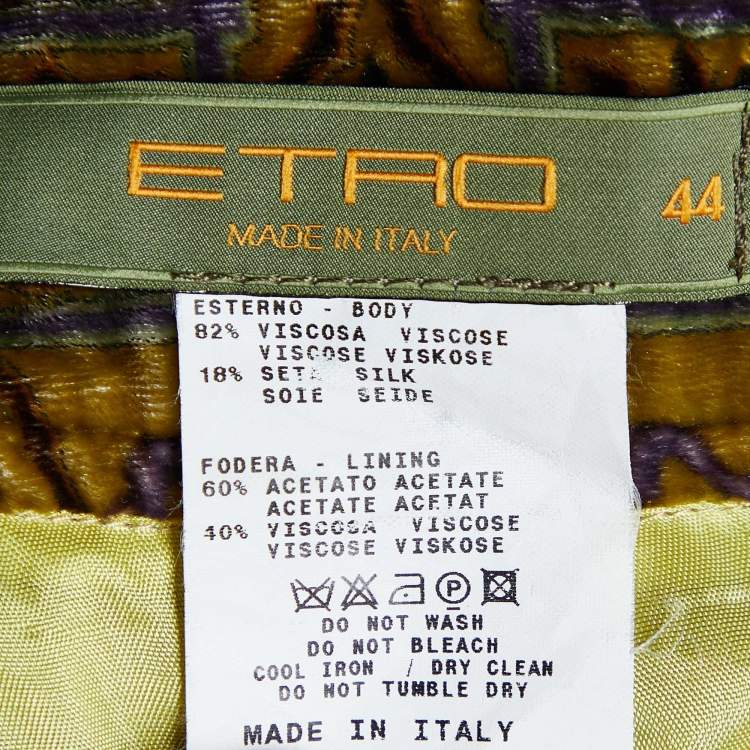 ETRO
44
MADE IN ITALY
ESTERNO - BODY
82% VISCOSA VISCOSE
VISCOSE VISKOSE
18% SETA SILK
SOIE SEIDE
FODERA - LINING
60% ACETATO ACETATE
ACETATE ACETAT
40% VISCOSA VISCOSE
VISCOSE VISKOSE
P
DO NOT WASH
DO NOT BLEACH
COOL IRON / DRY CLEAN
DO NOT TUMBLE DRY
MADE IN ITALY